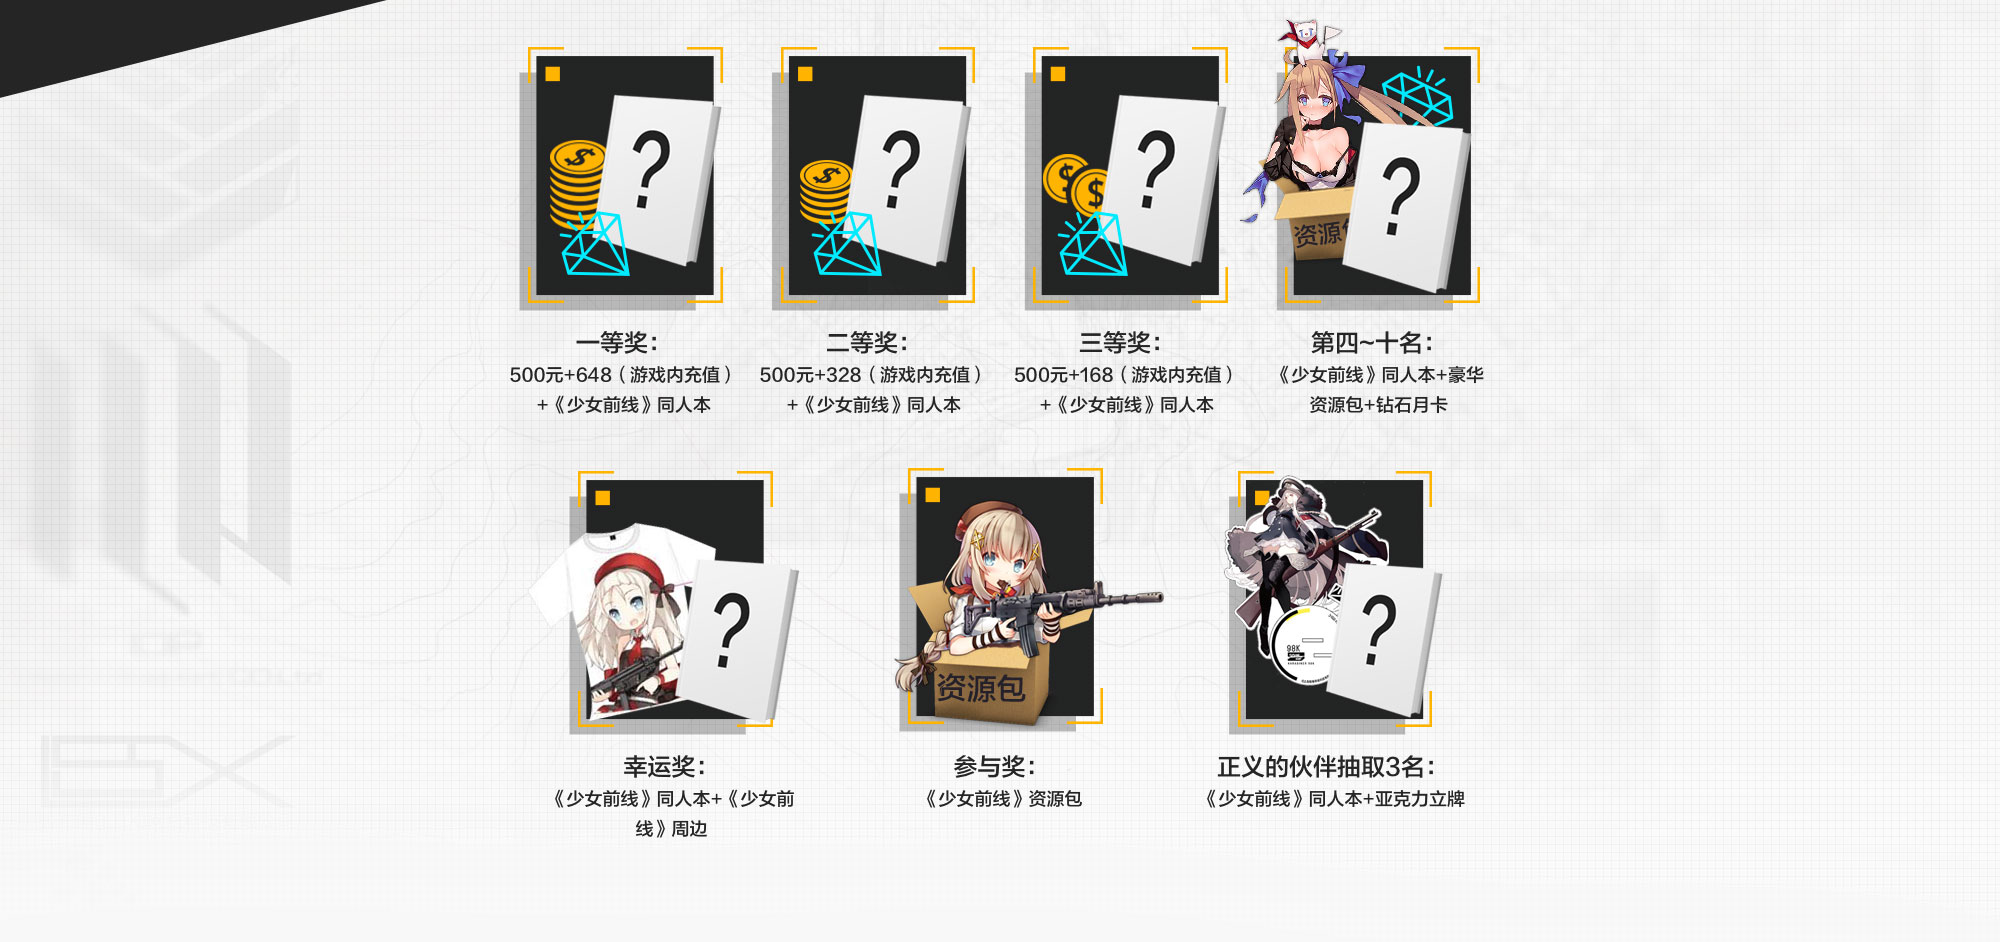 资源包
一等奖：
500元+648（游戏内充值）
+《少女前线》同人本
二等奖：
500元+328（游戏内充值）
+《少女前线》同人本
三等奖：
500元+168（游戏内充值）
+《少女前线》同人本
第四~十名：
《少女前线》同人本+豪华
资源包+钻石月卡
98K
资源包
幸运奖：
《少女前线》同人本+《少女前
线》周边
参与奖：
《少女前线》资源包
正义的伙伴抽取3名：
《少女前线》同人本+亚克力立牌